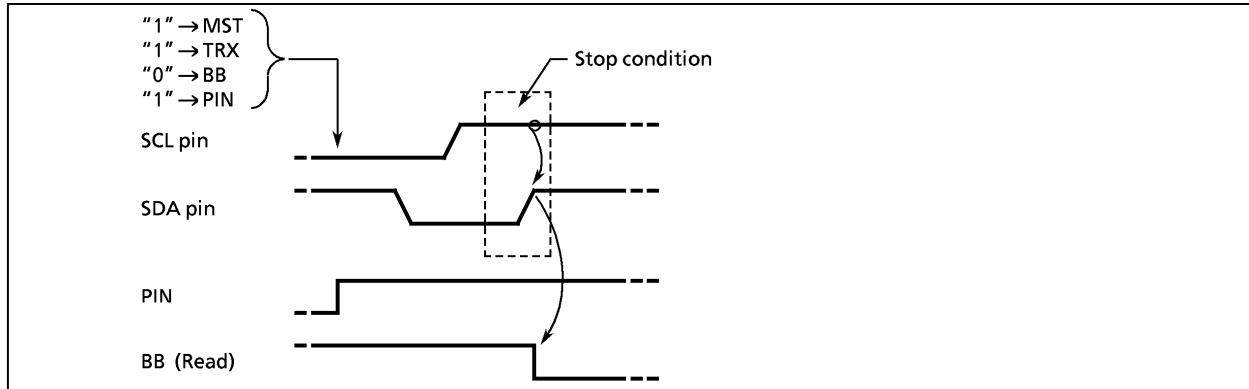 “1” → MST
“1” → TRX
“0” → BB
“1” → PIN
Stop condition
SCL pin
SDA pin
PIN
BB (Read)